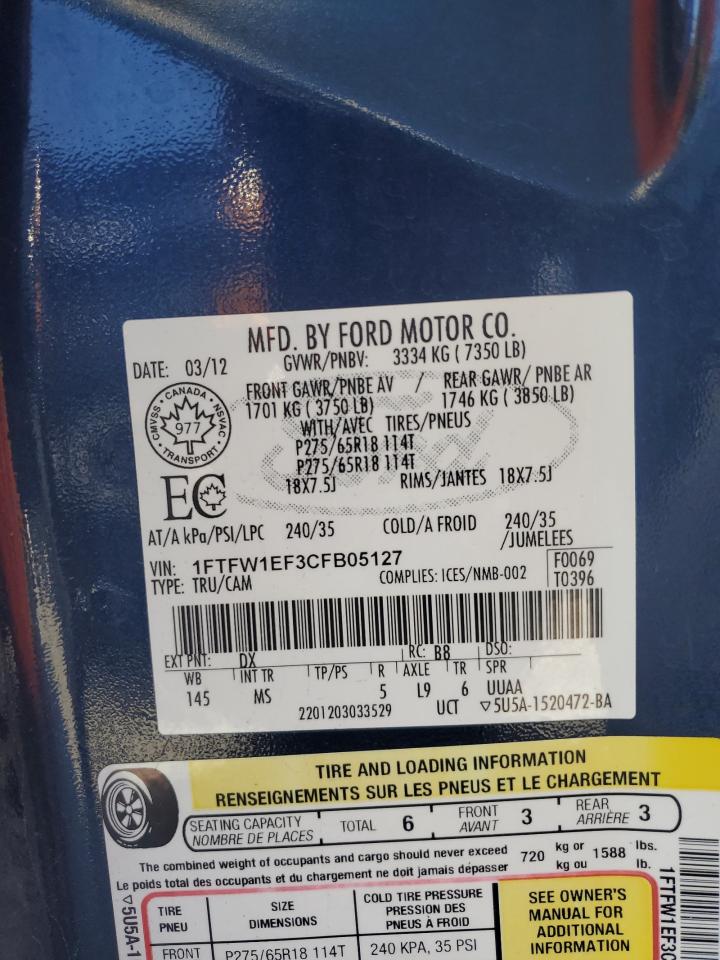 MFD. BY FORD MOTOR CO.
DATE: 03/12 GVWR/PNBV: 3334 KG ( 7350 LB)
FRONT GAWR/PNBE AV / REAR GAWR/ PNBE AR
1701 KG ( 3750 LB) 1746 KG ( 3850 LB)
WITH/AVEC TIRES/PNEUS
P275/65R18 114T
P275/65R18 114T
18X7.5J RIMS/JANTES 18X7.5J
CMVSS • CANADA • NSVAC • TRANSPORT •
977
EC
AT/A kPa/PSI/LPC 240/35 COLD/A FROID 240/35
/JUMELEES
VIN: 1FTFW1EF3CFB05127 F0069
TYPE: TRU/CAM COMPLIES: ICES/NMB-002 T0396
EXT PNT: DX RC: B8 DSO:
WB INT TR TP/PS R AXLE TR SPR
145 MS 5 L9 6 UUAA
2201203033529 UCT ▽5U5A-1520472-BA
TIRE AND LOADING INFORMATION
RENSEIGNEMENTS SUR LES PNEUS ET LE CHARGEMENT
SEATING CAPACITY TOTAL 6 FRONT 3 REAR 3
NOMBRE DE PLACES AVANT ARRIÈRE
The combined weight of occupants and cargo should never exceed 720 kg or 1588 lbs.
Le poids total des occupants et du chargement ne doit jamais dépasser kg ou lb.
TIRE SIZE COLD TIRE PRESSURE
PNEU DIMENSIONS PRESSION DES
PNEUS À FROID
FRONT P275/65R18 114T 240 KPA, 35 PSI
SEE OWNER'S
MANUAL FOR
ADDITIONAL
INFORMATION
▽5U5A-1
1FTFW1EF3C